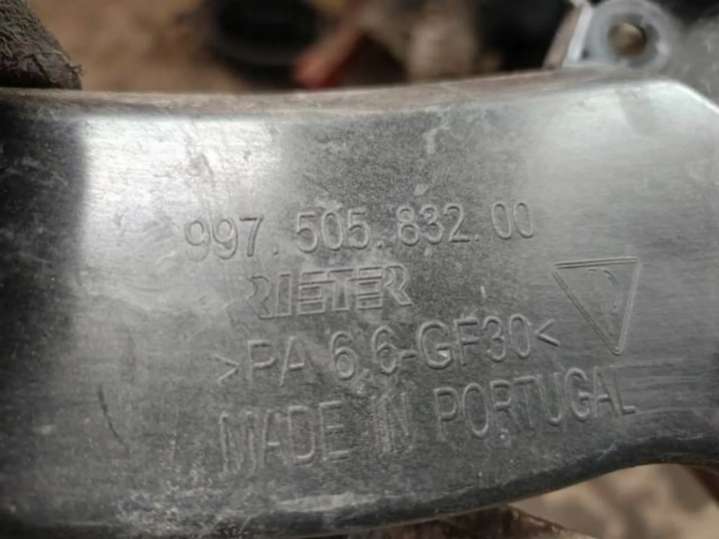 997.505.832.00
RIETER
>PA 6.6-GF30<
MADE IN PORTUGAL